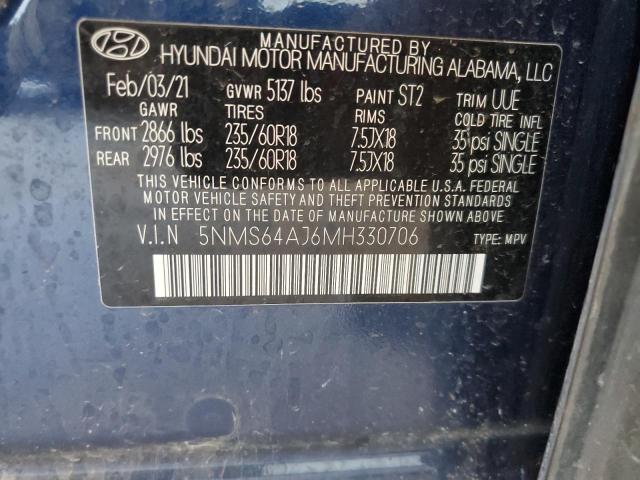 MANUFACTURED BY
HYUNDAI MOTOR MANUFACTURING ALABAMA, LLC
Feb/03/21 GVWR 5137 lbs PAINT ST2 TRIM UUE
GAWR TIRES RIMS COLD TIRE INFL
FRONT 2866 lbs 235/60R18 7.5JX18 35 psi SINGLE
REAR 2976 lbs 235/60R18 7.5JX18 35 psi SINGLE
THIS VEHICLE CONFORMS TO ALL APPLICABLE U.S.A. FEDERAL
MOTOR VEHICLE SAFETY AND THEFT PREVENTION STANDARDS
IN EFFECT ON THE DATE OF MANUFACTURE SHOWN ABOVE.
V.I.N 5NMS64AJ6MH330706 TYPE: MPV